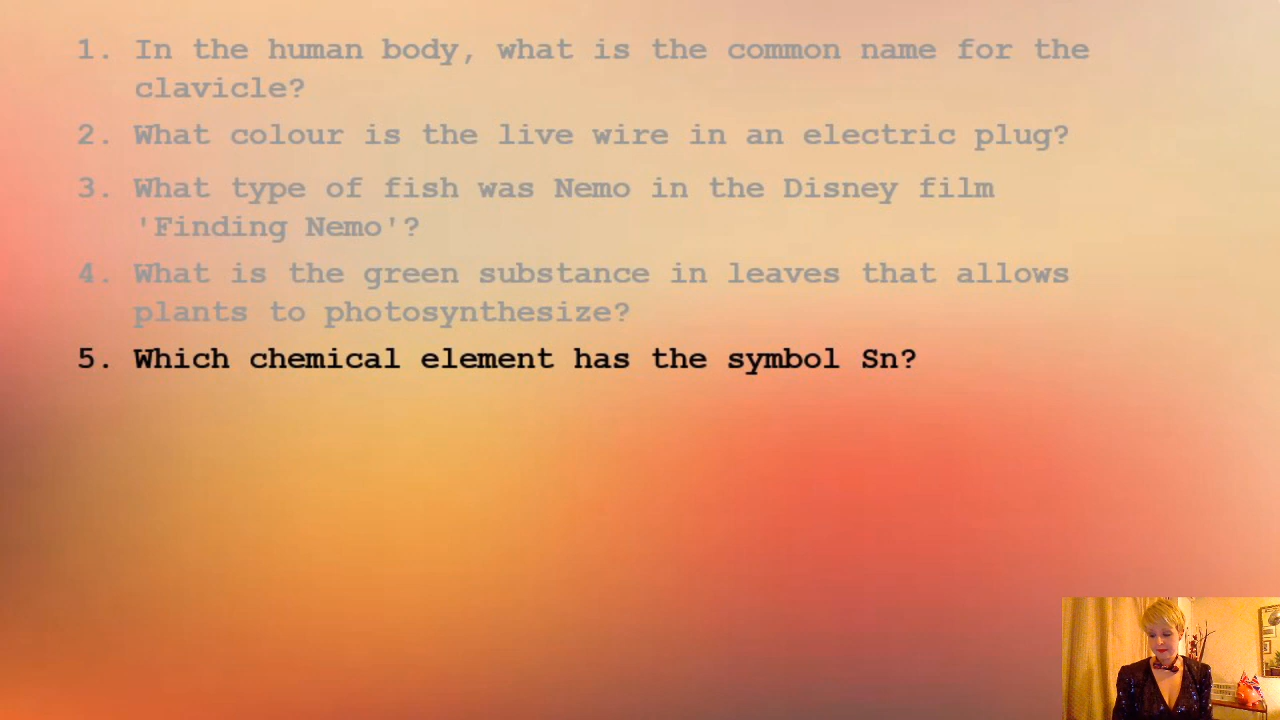 1. In the human body, what is the common name for the
clavicle?
2. What colour is the live wire in an electric plug?
3. What type of fish was Nemo in the Disney film
'Finding Nemo'?
4. What is the green substance in leaves that allows
plants to photosynthesize?
5. Which chemical element has the symbol Sn?